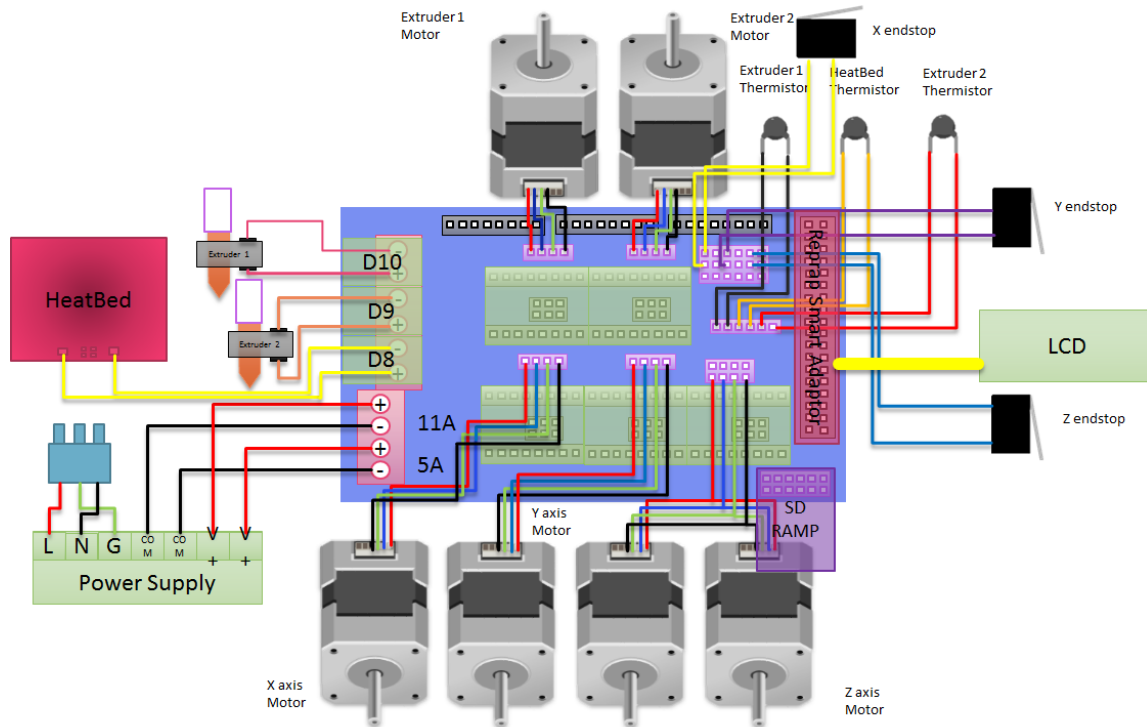 Extruder 1
Motor
Extruder 2
Motor
X endstop
Extruder 1
Thermistor
HeatBed
Thermistor
Extruder 2
Thermistor
Y endstop
Extruder 1
HeatBed
Extruder 2
D10
D9
D8
- 
+
-
+
-
+
+
-
+
-
11A
5A
Reprap Smart Adaptor
LCD
Z endstop
SD
RAMP
L
N
G
CO
M
CO
M
V
+
V
+
Power Supply
Y axis
Motor
X axis
Motor
Z axis
Motor